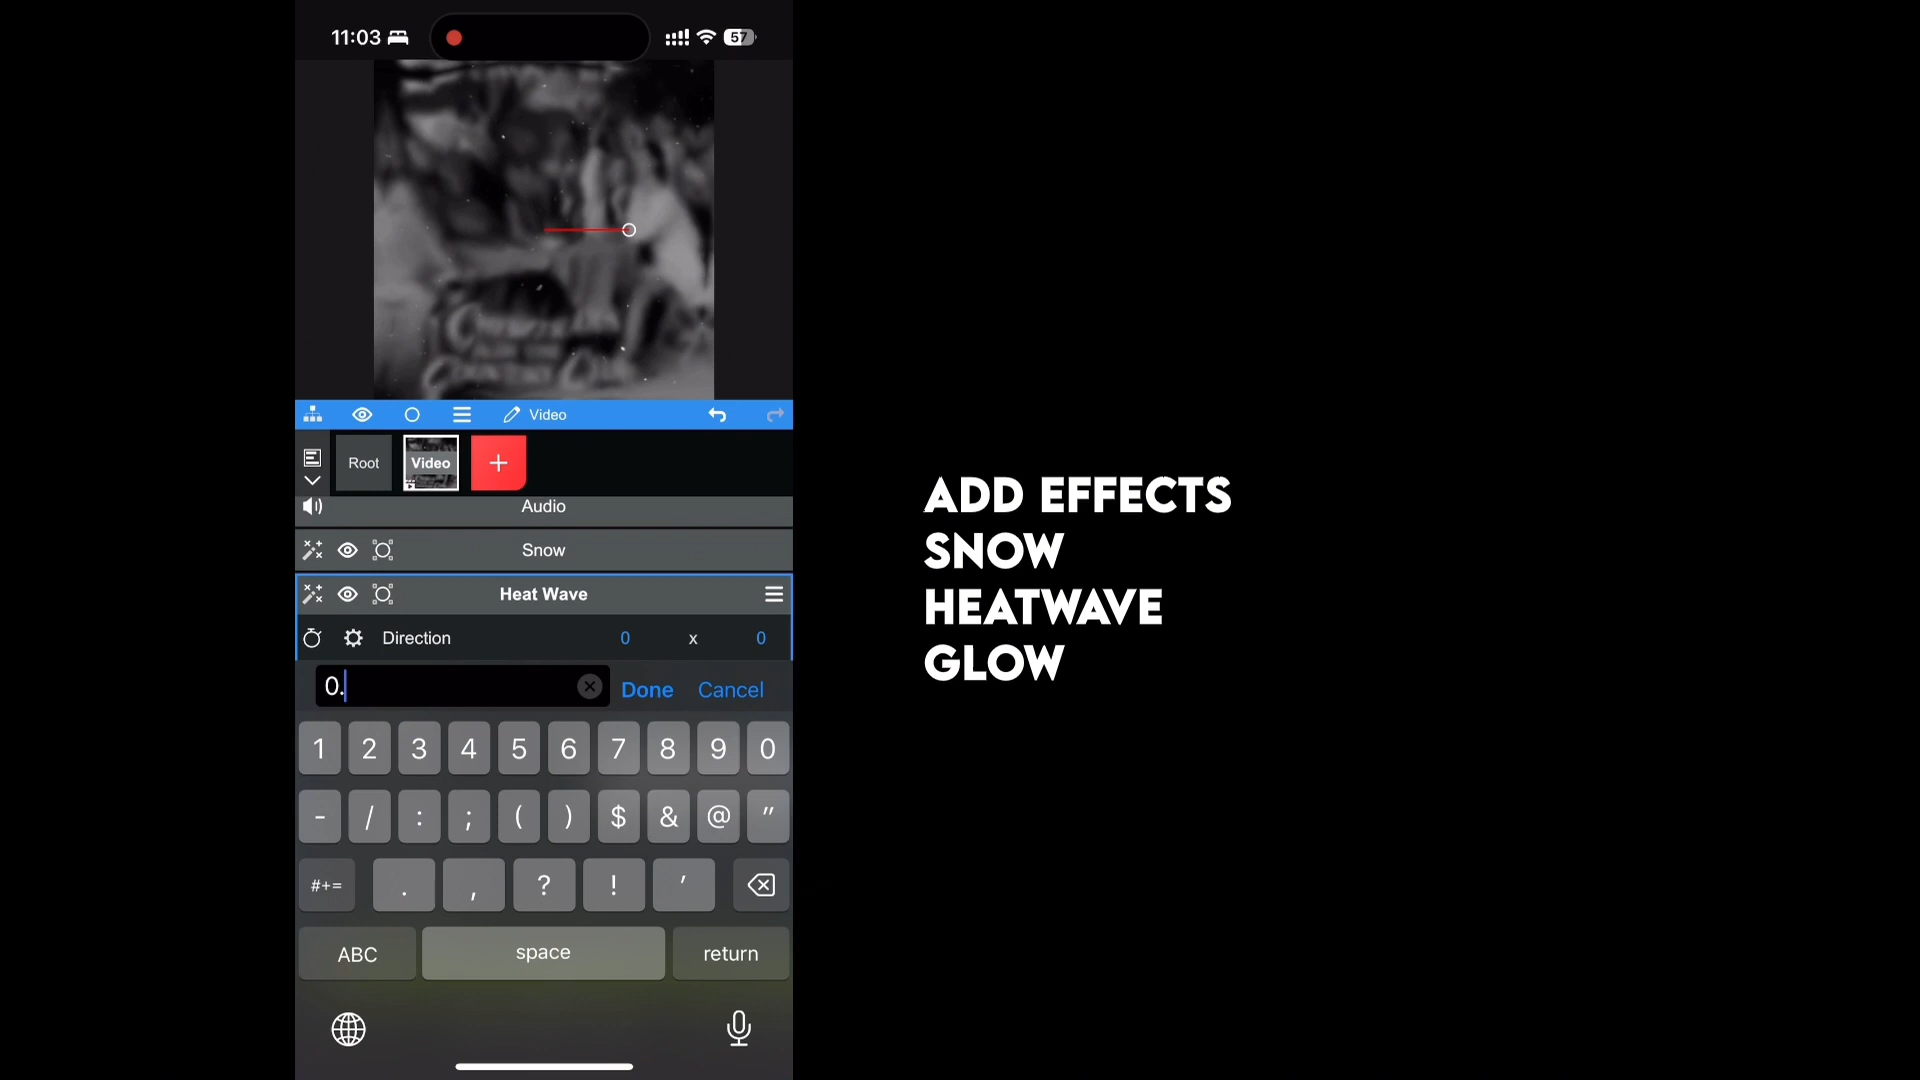 11:03
57
Video
Root
Video
+
Audio
Snow
Heat Wave
Direction 0 x 0
0.
Done Cancel
1 2 3 4 5 6 7 8 9 0
- / : ; ( ) $ & @ "
#+= . , ? ! '
ABC space return
ADD EFFECTS
SNOW
HEATWAVE
GLOW